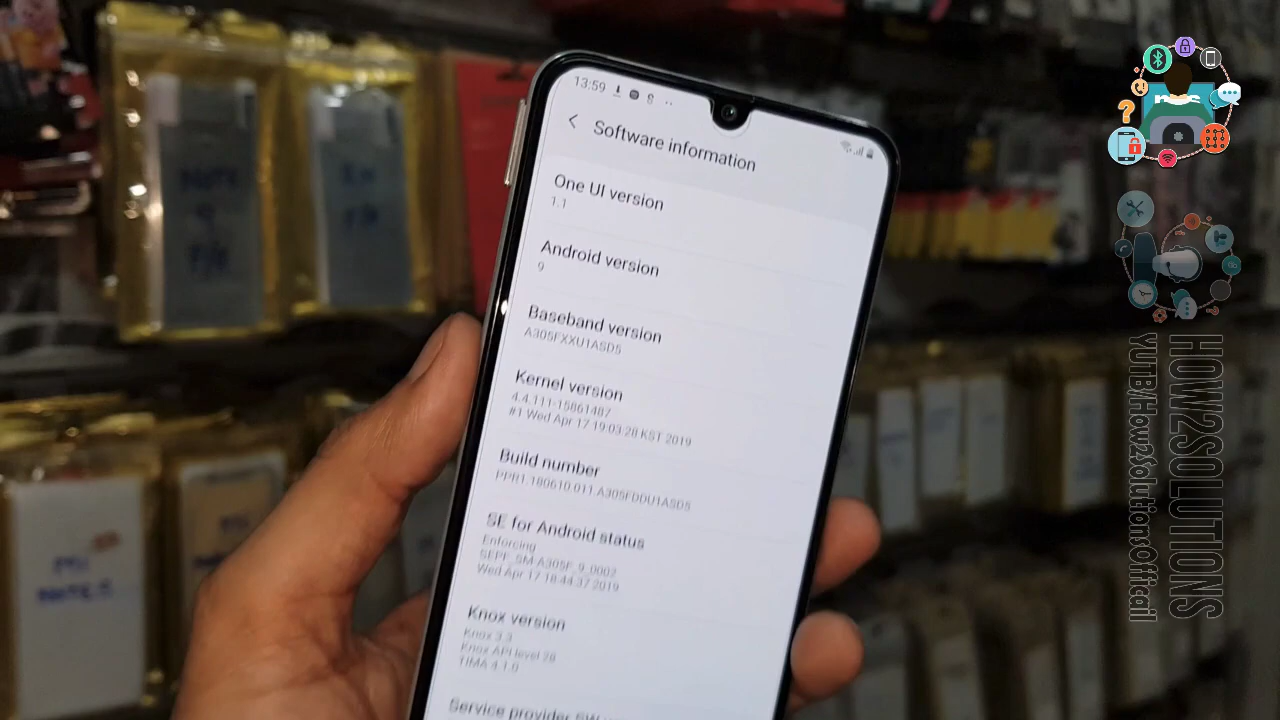 13:59
Software information
One UI version
1.1
Android version
9
Baseband version
A305FXXU1ASD5
Kernel version
4.4.111-15861487
#1 Wed Apr 17 19:03:28 KST 2019
Build number
PPR1.180610.011.A305FDDU1ASD5
SE for Android status
Enforcing
SEPF_SM-A305F_9_0002
Wed Apr 17 18:44:37 2019
Knox version
Knox 3.3
Knox API level 28
TIMA 4.1.0
Service provider SW
HOW2SOLUTIONS
YUTB/How2SolutionsOfficail